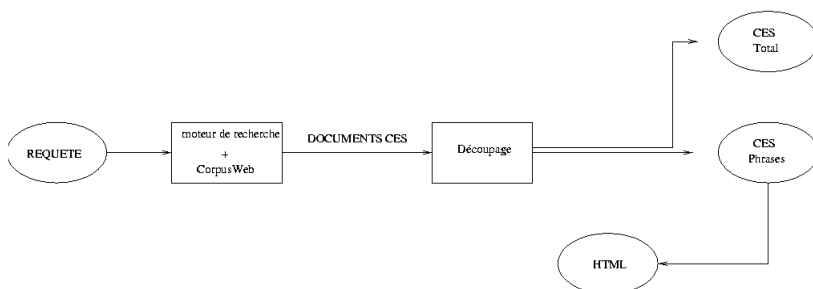 CES
Total
REQUETE
moteur de recherche
+
CorpusWeb
DOCUMENTS CES
Découpage
CES
Phrases
HTML